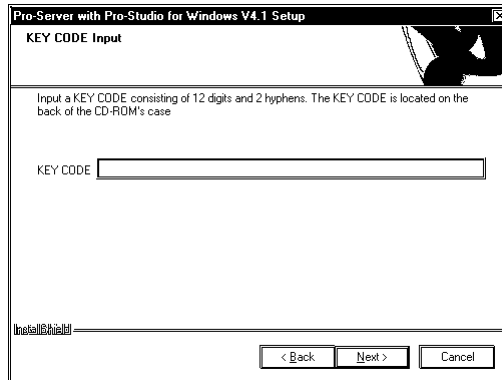 Pro-Server with Pro-Studio for Windows V4.1 Setup
KEY CODE Input
Input a KEY CODE consisting of 12 digits and 2 hyphens. The KEY CODE is located on the
back of the CD-ROM's case
KEY CODE
InstallShield
< Back Next > Cancel